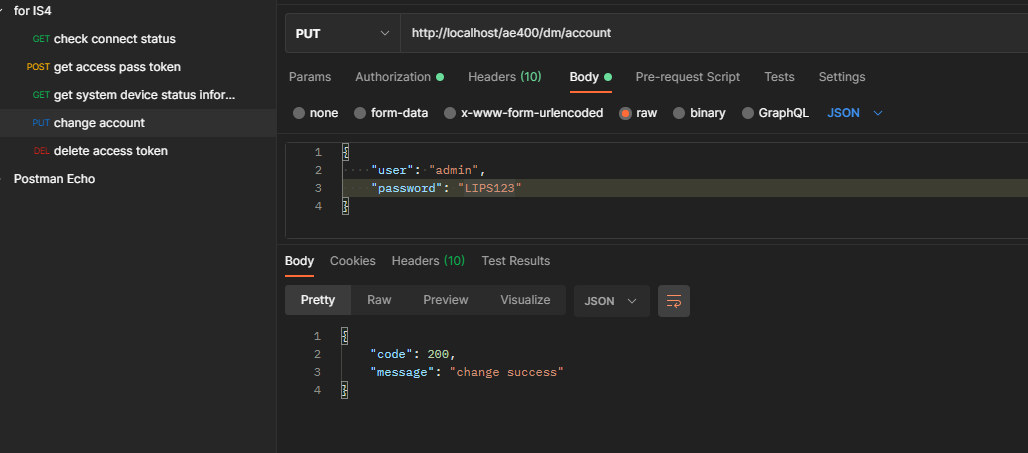 for IS4
GET check connect status
POST get access pass token
GET get system device status infor...
PUT change account
DEL delete access token
Postman Echo
PUT http://localhost/ae400/dm/account
Params Authorization Headers (10) Body Pre-request Script Tests Settings
none form-data x-www-form-urlencoded raw binary GraphQL JSON
1 {
2 "user": "admin",
3 "password": "LIPS123"
4 }
Body Cookies Headers (10) Test Results
Pretty Raw Preview Visualize JSON
1 {
2 "code": 200,
3 "message": "change success"
4 }